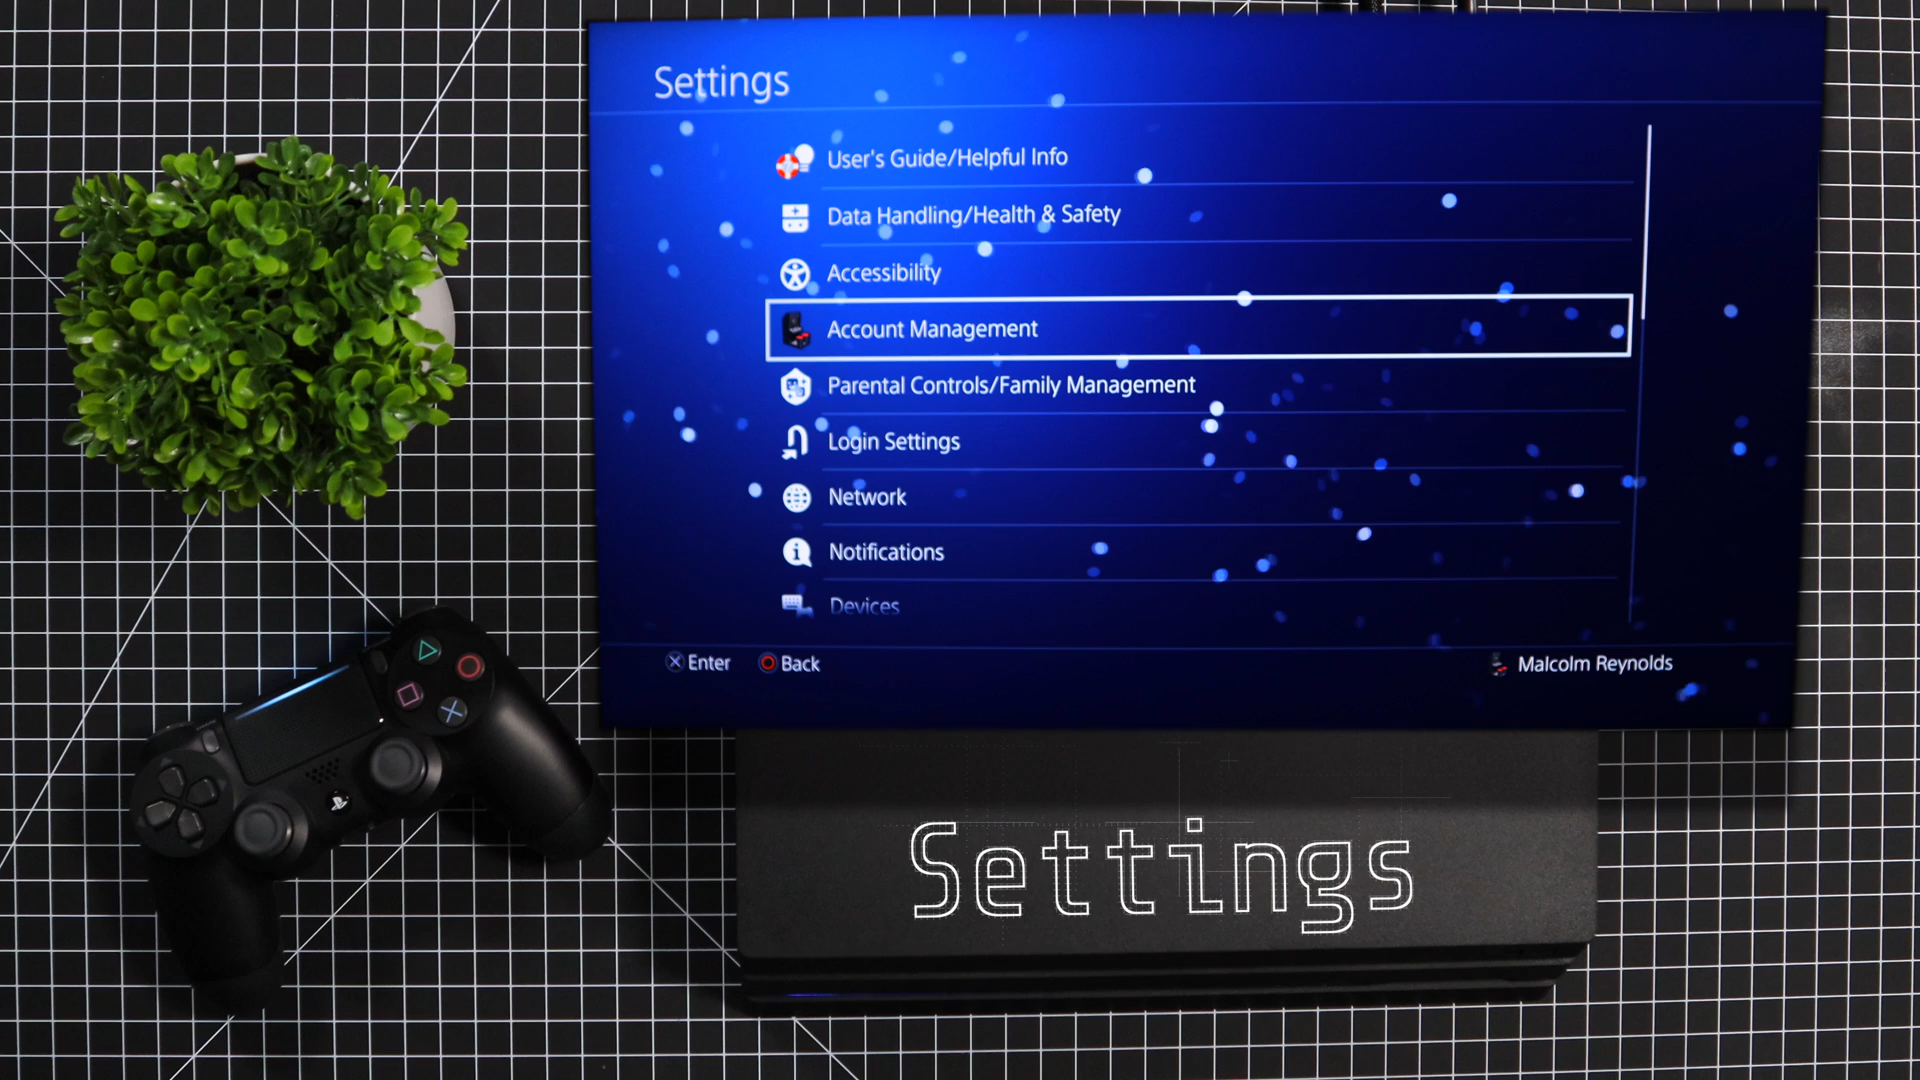 Settings
User's Guide/Helpful Info
Data Handling/Health & Safety
Accessibility
Account Management
Parental Controls/Family Management
Login Settings
Network
Notifications
Devices
Enter
Back
Malcolm Reynolds
Settings